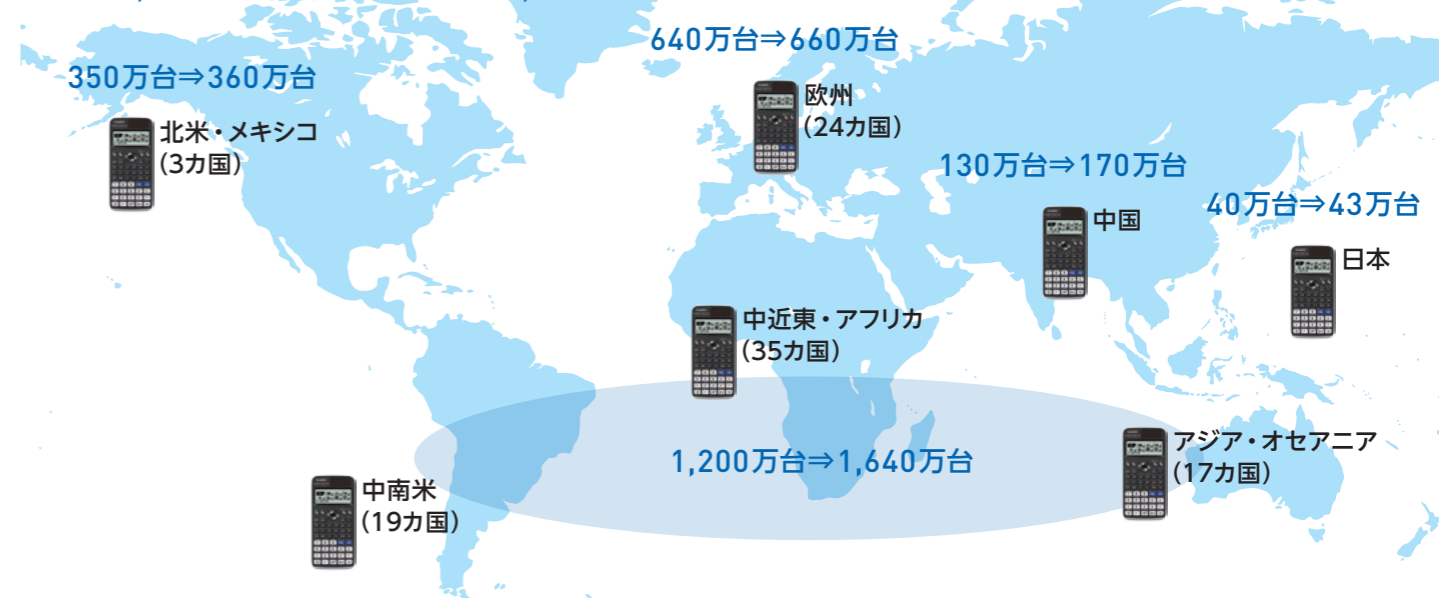 640万台⇒660万台
350万台⇒360万台
欧州
(24カ国)
北米・メキシコ
(3カ国)
130万台⇒170万台
40万台⇒43万台
中国
日本
中近東・アフリカ
(35カ国)
1,200万台⇒1,640万台
アジア・オセアニア
(17カ国)
中南米
(19カ国)